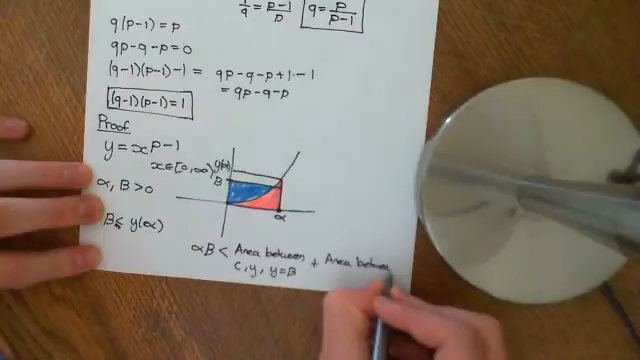 1/q = p-1/p   q = p/p-1
q(p-1) = p
qp-q-p=0
(q-1)(p-1)-1 = qp-q-p+1-1
= qp-q-p
(q-1)(p-1)=1
Proof
y = x^p-1
x∈[0,∞)
y(α)
B
α, B > 0
α
B ≤ y(α)
αB < Area between + Area between
C, y, y=B